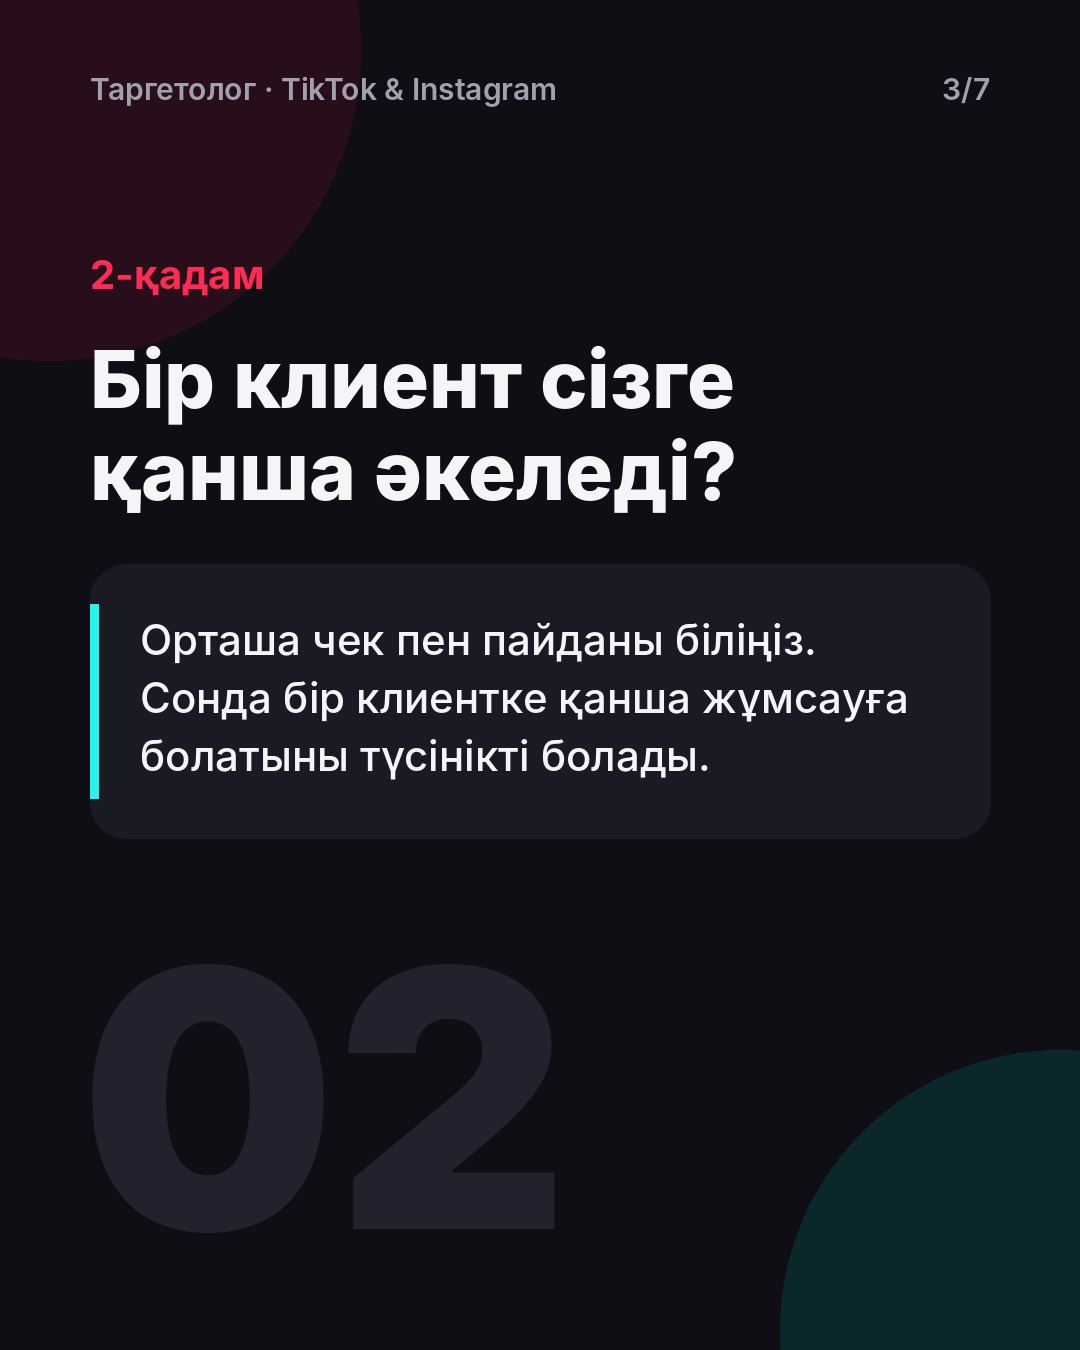 Таргетолог · TikTok & Instagram
3/7
2-қадам
Бір клиент сізге
қанша әкеледі?
Орташа чек пен пайданы біліңіз.
Сонда бір клиентке қанша жұмсауға
болатыны түсінікті болады.
02